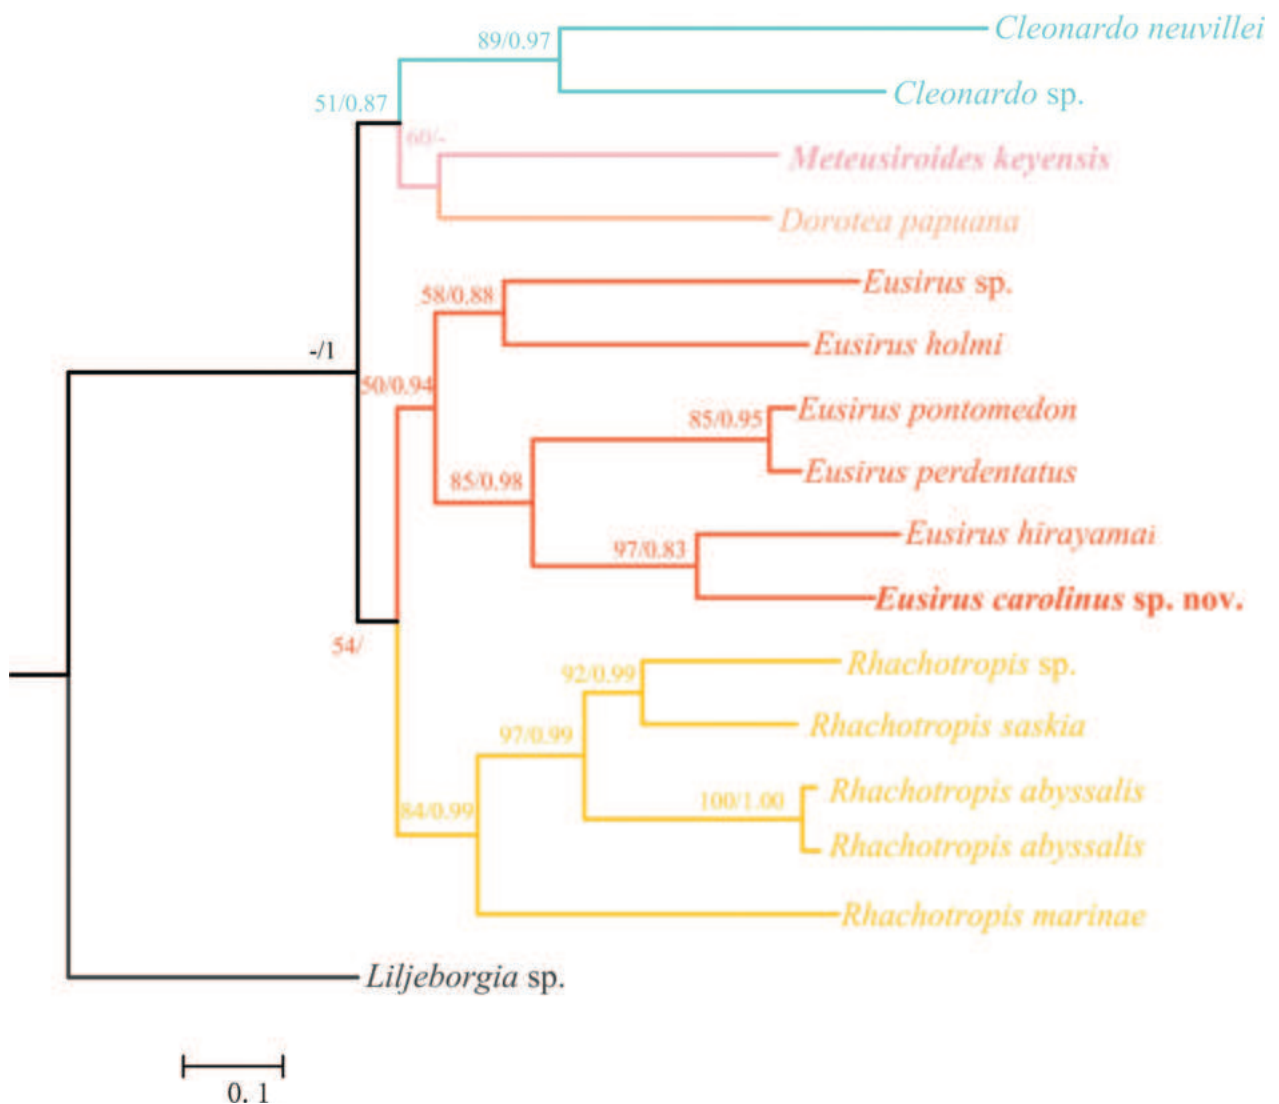 Cleonardo neuvillei
89/0.97
Cleonardo sp.
51/0.87
60/-
Meteusiroides keyensis
Dorotea papuana
Eusirus sp.
58/0.88
Eusirus holmi
-/1
50/0.94
Eusirus pontomedon
85/0.95
Eusirus perdentatus
85/0.98
Eusirus hirayamai
97/0.83
Eusirus carolinus sp. nov.
54/
Rhachotropis sp.
92/0.99
Rhachotropis saskia
97/0.99
Rhachotropis abyssalis
100/1.00
84/0.99
Rhachotropis abyssalis
Rhachotropis marinae
Liljeborgia sp.
0. 1